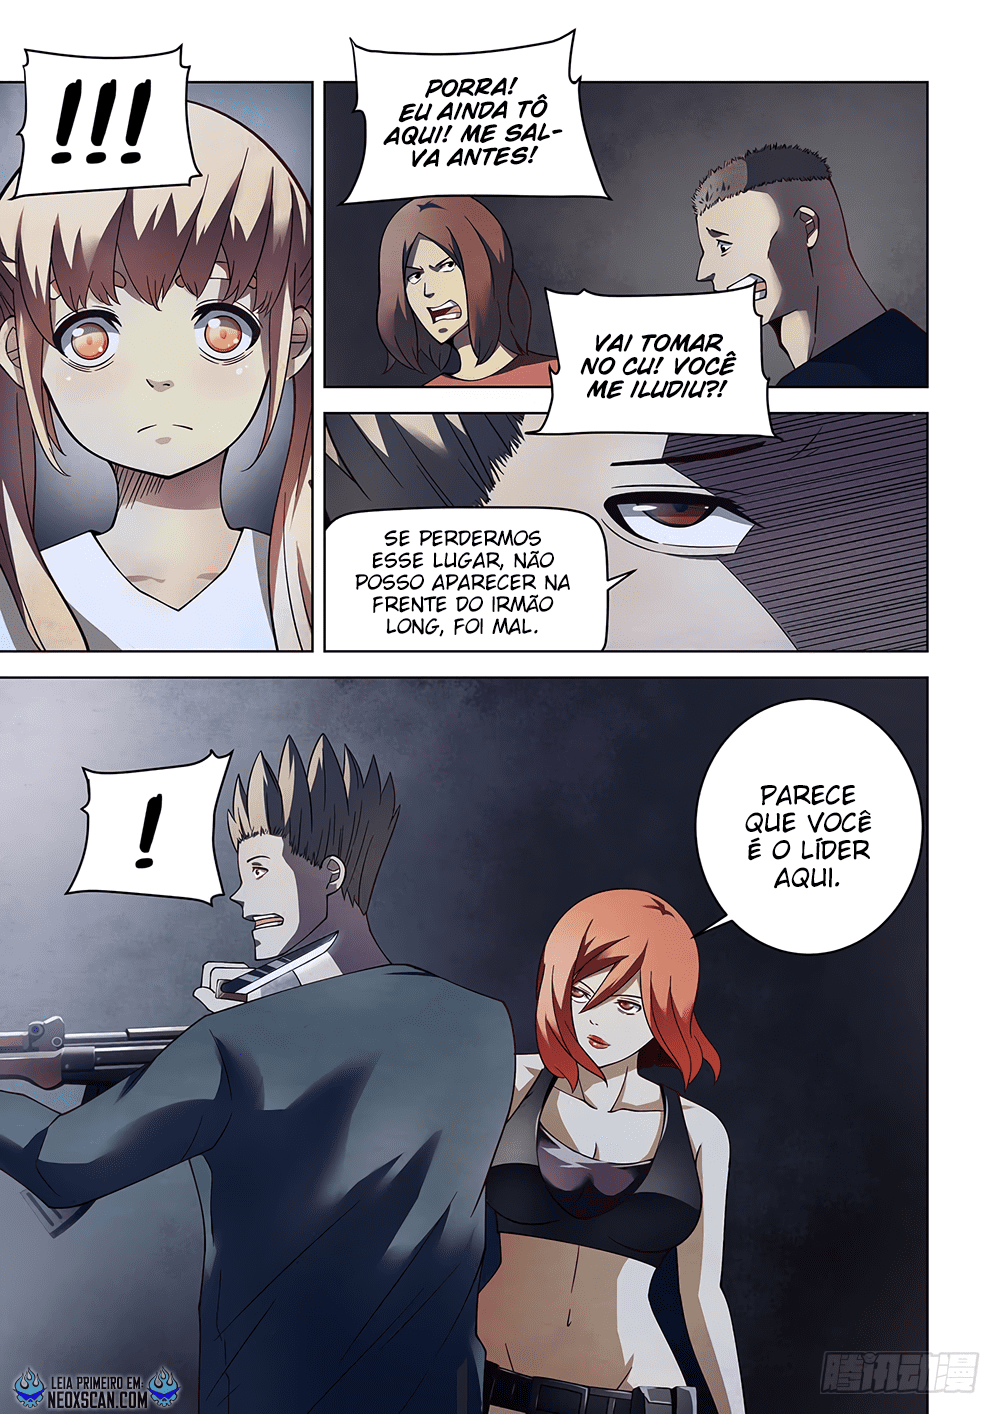 !!!
PORRA!
EU AINDA TÔ
AQUI! ME SAL-
VA ANTES!
VAI TOMAR
NO CU! VOCÊ
ME ILUDIU?!
SE PERDERMOS
ESSE LUGAR, NÃO
POSSO APARECER NA
FRENTE DO IRMÃO
LONG, FOI MAL.
!
PARECE
QUE VOCÊ
É O LÍDER
AQUI.
LEIA PRIMEIRO EM:
NEOXSCAN.COM
腾讯动漫